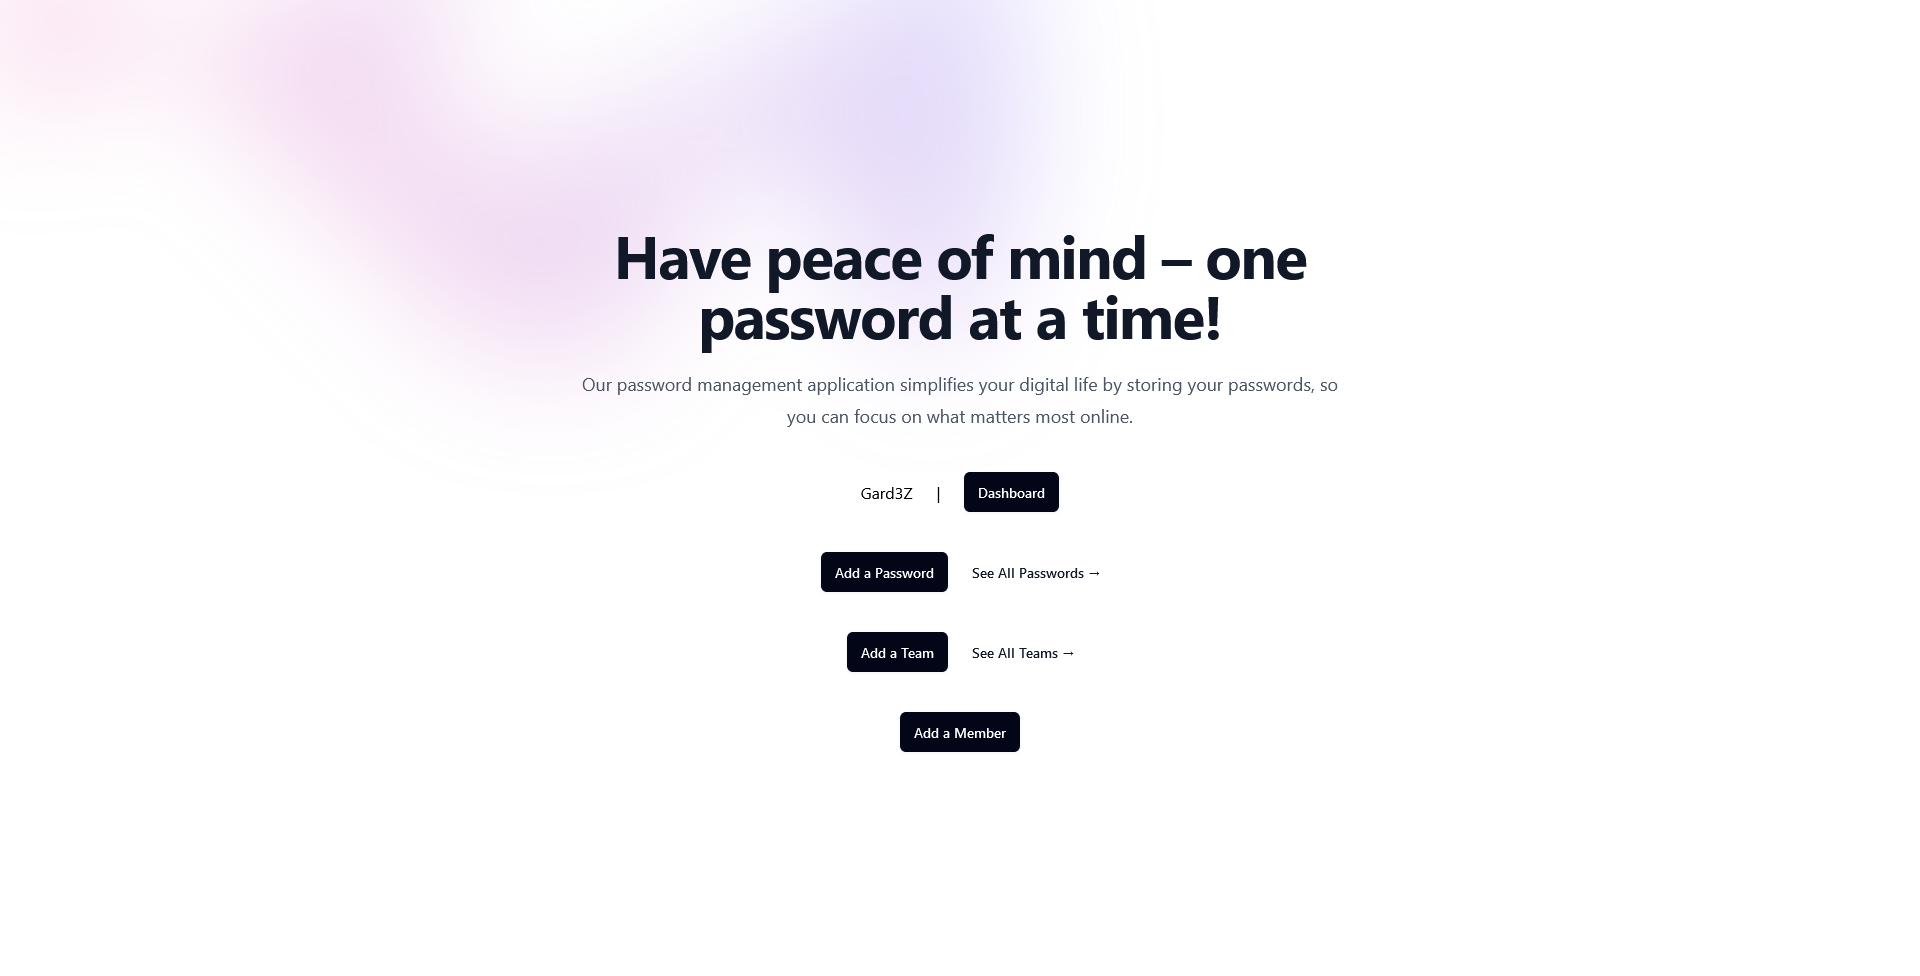 Have peace of mind – one
password at a time!
Our password management application simplifies your digital life by storing your passwords, so
you can focus on what matters most online.
Gard3Z | Dashboard
Add a Password See All Passwords →
Add a Team See All Teams →
Add a Member